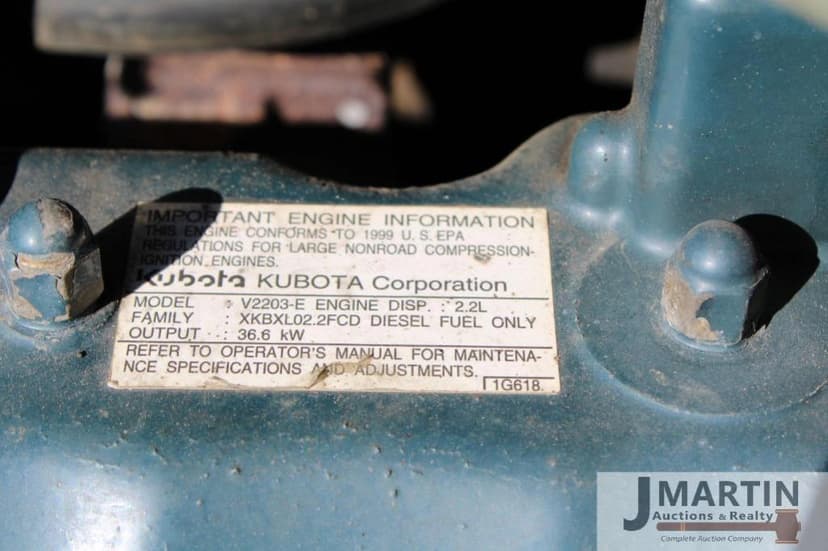 IMPORTANT ENGINE INFORMATION
THIS ENGINE CONFORMS TO 1999 U.S. EPA
REGULATIONS FOR LARGE NONROAD COMPRESSION-
IGNITION ENGINES.
Kubota KUBOTA Corporation
MODEL : V2203-E ENGINE DISP. : 2.2L
FAMILY : XKBXL02.2FCD DIESEL FUEL ONLY
OUTPUT : 36.6 kW
REFER TO OPERATOR'S MANUAL FOR MAINTENA-
NCE SPECIFICATIONS AND ADJUSTMENTS.
1G618.
J MARTIN
Auctions & Realty
Complete Auction Company